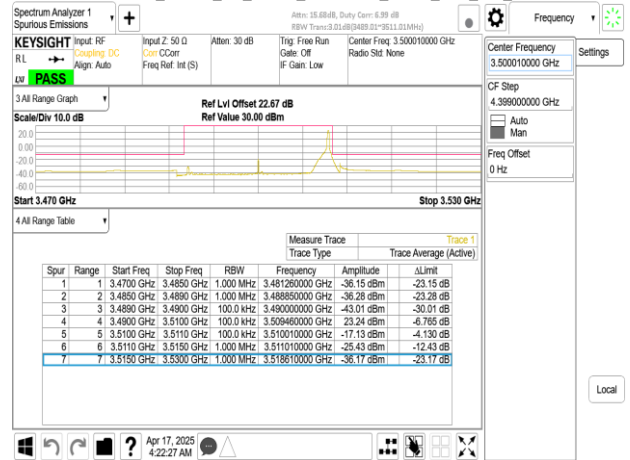 Spectrum Analyzer 1
Spurious Emissions
Attn: 15.68dB, Duty Corr: 6.99 dB
RBW Trans:3.01dB(3489.01~3511.01MHz)
Frequency
KEYSIGHT
RL
LXI
PASS
Input: RF
Coupling: DC
Align: Auto
Input Z: 50 Ω
Corr CCorr
Freq Ref: Int (S)
Atten: 30 dB
Trig: Free Run
Gate: Off
IF Gain: Low
Center Freq: 3.500010000 GHz
Radio Std: None
Center Frequency
3.500010000 GHz
Settings
CF Step
4.399000000 GHz
Auto
Man
Freq Offset
0 Hz
3 All Range Graph
Scale/Div 10.0 dB
Ref Lvl Offset 22.67 dB
Ref Value 30.00 dBm
20.0
0.00
-20.0
-40.0
-60.0
Start 3.470 GHz
Stop 3.530 GHz
4 All Range Table
Measure Trace Trace 1
Trace Type Trace Average (Active)
Spur Range Start Freq Stop Freq RBW Frequency Amplitude ΔLimit
1 1 3.4700 GHz 3.4850 GHz 1.000 MHz 3.481260000 GHz -36.15 dBm -23.15 dB
2 2 3.4850 GHz 3.4890 GHz 1.000 MHz 3.488850000 GHz -36.28 dBm -23.28 dB
3 3 3.4890 GHz 3.4900 GHz 100.0 kHz 3.490000000 GHz -43.01 dBm -30.01 dB
4 4 3.4900 GHz 3.5100 GHz 100.0 kHz 3.509460000 GHz 23.24 dBm -6.765 dB
5 5 3.5100 GHz 3.5110 GHz 100.0 kHz 3.510010000 GHz -17.13 dBm -4.130 dB
6 6 3.5110 GHz 3.5150 GHz 1.000 MHz 3.511010000 GHz -25.43 dBm -12.43 dB
7 7 3.5150 GHz 3.5300 GHz 1.000 MHz 3.518610000 GHz -36.17 dBm -23.17 dB
Local
Apr 17, 2025
4:22:27 AM